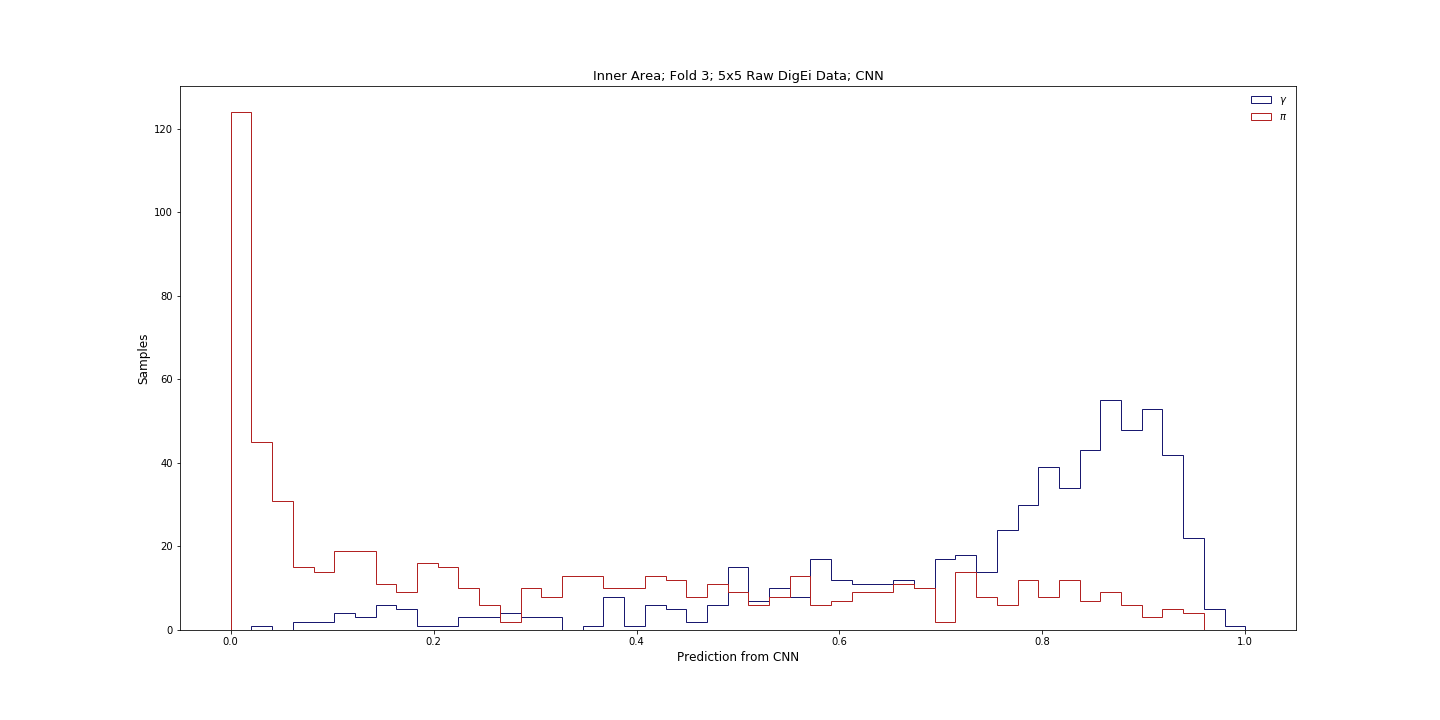 Inner Area; Fold 3; 5x5 Raw DigEi Data; CNN
γ
π
120
100
80
60
40
20
0
Samples
0.0 0.2 0.4 0.6 0.8 1.0
Prediction from CNN